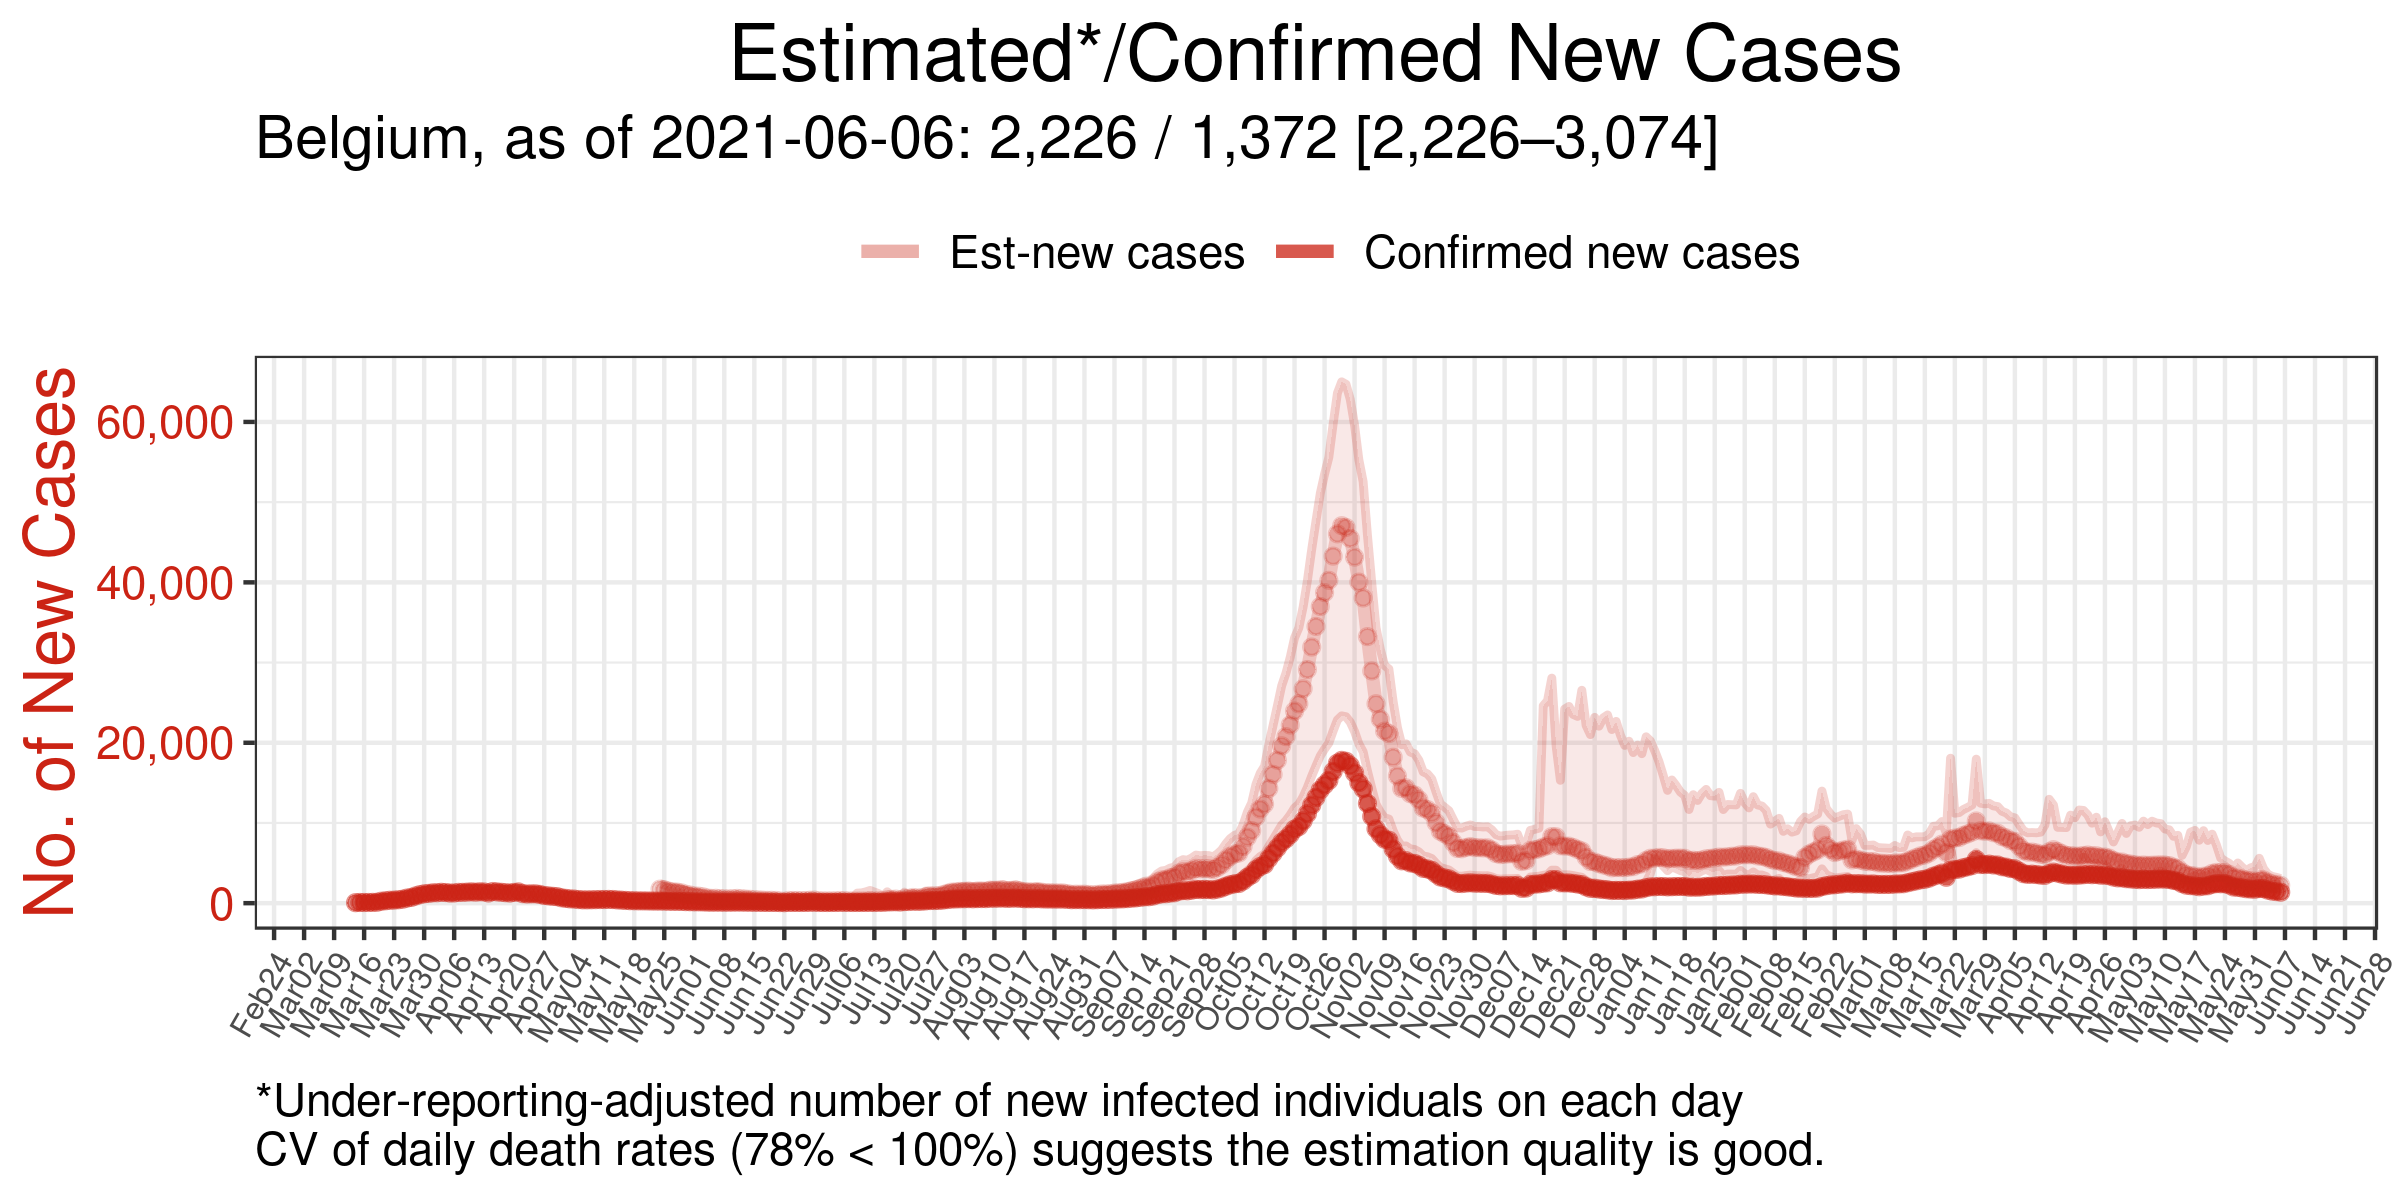 Estimated*/Confirmed New Cases
Belgium, as of 2021-06-06: 2,226 / 1,372 [2,226–3,074]
Est-new cases Confirmed new cases
No. of New Cases
60,000
40,000
20,000
0
Feb24 Mar02 Mar09 Mar16 Mar23 Mar30 Apr06 Apr13 Apr20 Apr27 May04 May11 May18 May25 Jun01 Jun08 Jun15 Jun22 Jun29 Jul06 Jul13 Jul20 Jul27 Aug03 Aug10 Aug17 Aug24 Aug31 Sep07 Sep14 Sep21 Sep28 Oct05 Oct12 Oct19 Oct26 Nov02 Nov09 Nov16 Nov23 Nov30 Dec07 Dec14 Dec21 Dec28 Jan04 Jan11 Jan18 Jan25 Feb01 Feb08 Feb15 Feb22 Mar01 Mar08 Mar15 Mar22 Mar29 Apr05 Apr12 Apr19 Apr26 May03 May10 May17 May24 May31 Jun07 Jun14 Jun21 Jun28
*Under-reporting-adjusted number of new infected individuals on each day
CV of daily death rates (78% < 100%) suggests the estimation quality is good.